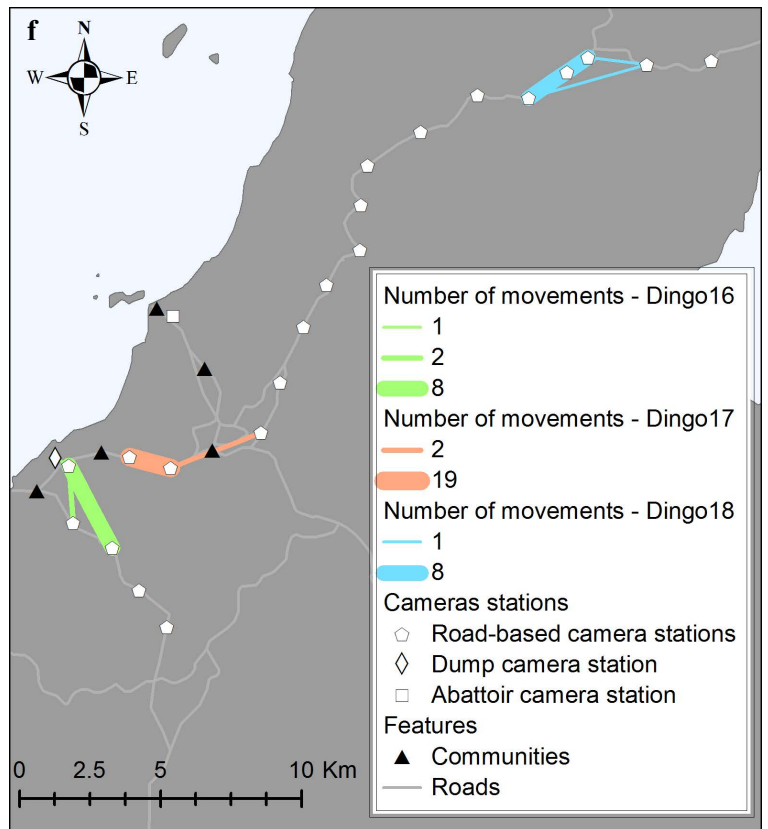 f
N
W E
S
Number of movements - Dingo16
1
2
8
Number of movements - Dingo17
2
19
Number of movements - Dingo18
1
8
Cameras stations
Road-based camera stations
Dump camera station
Abattoir camera station
Features
Communities
Roads
0 2.5 5 10 Km